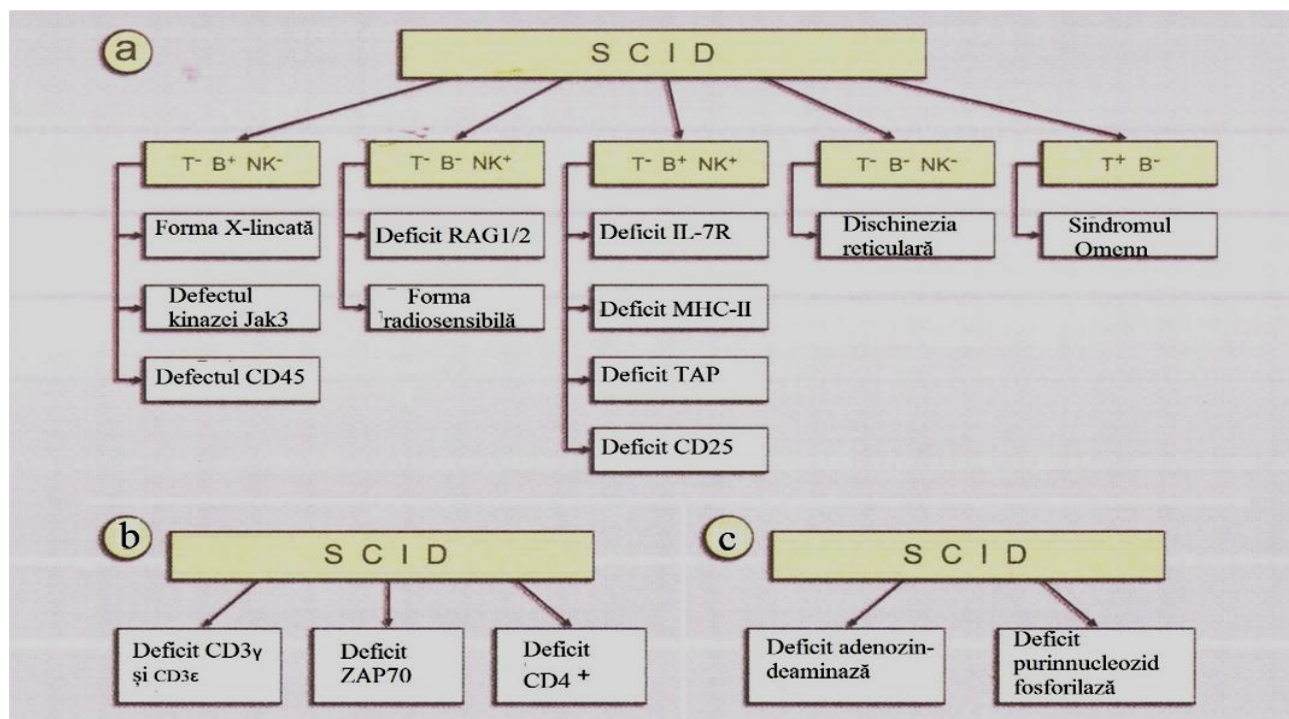 a
S C I D
T⁻ B⁺ NK⁻
T⁻ B⁻ NK⁺
T⁻ B⁺ NK⁺
T⁻ B⁻ NK⁻
T⁺ B⁻
Forma X-lincată
Defectul
kinazei Jak3
Defectul CD45
Deficit RAG1/2
Forma
radiosensibilă
Deficit IL-7R
Deficit MHC-II
Deficit TAP
Deficit CD25
Dischinezia
reticulară
Sindromul
Omenn
b
S C I D
Deficit CD3γ
și CD3ε
Deficit
ZAP70
Deficit
CD4 +
c
S C I D
Deficit adenozin-
deaminază
Deficit
purinnucleozid
fosforilază